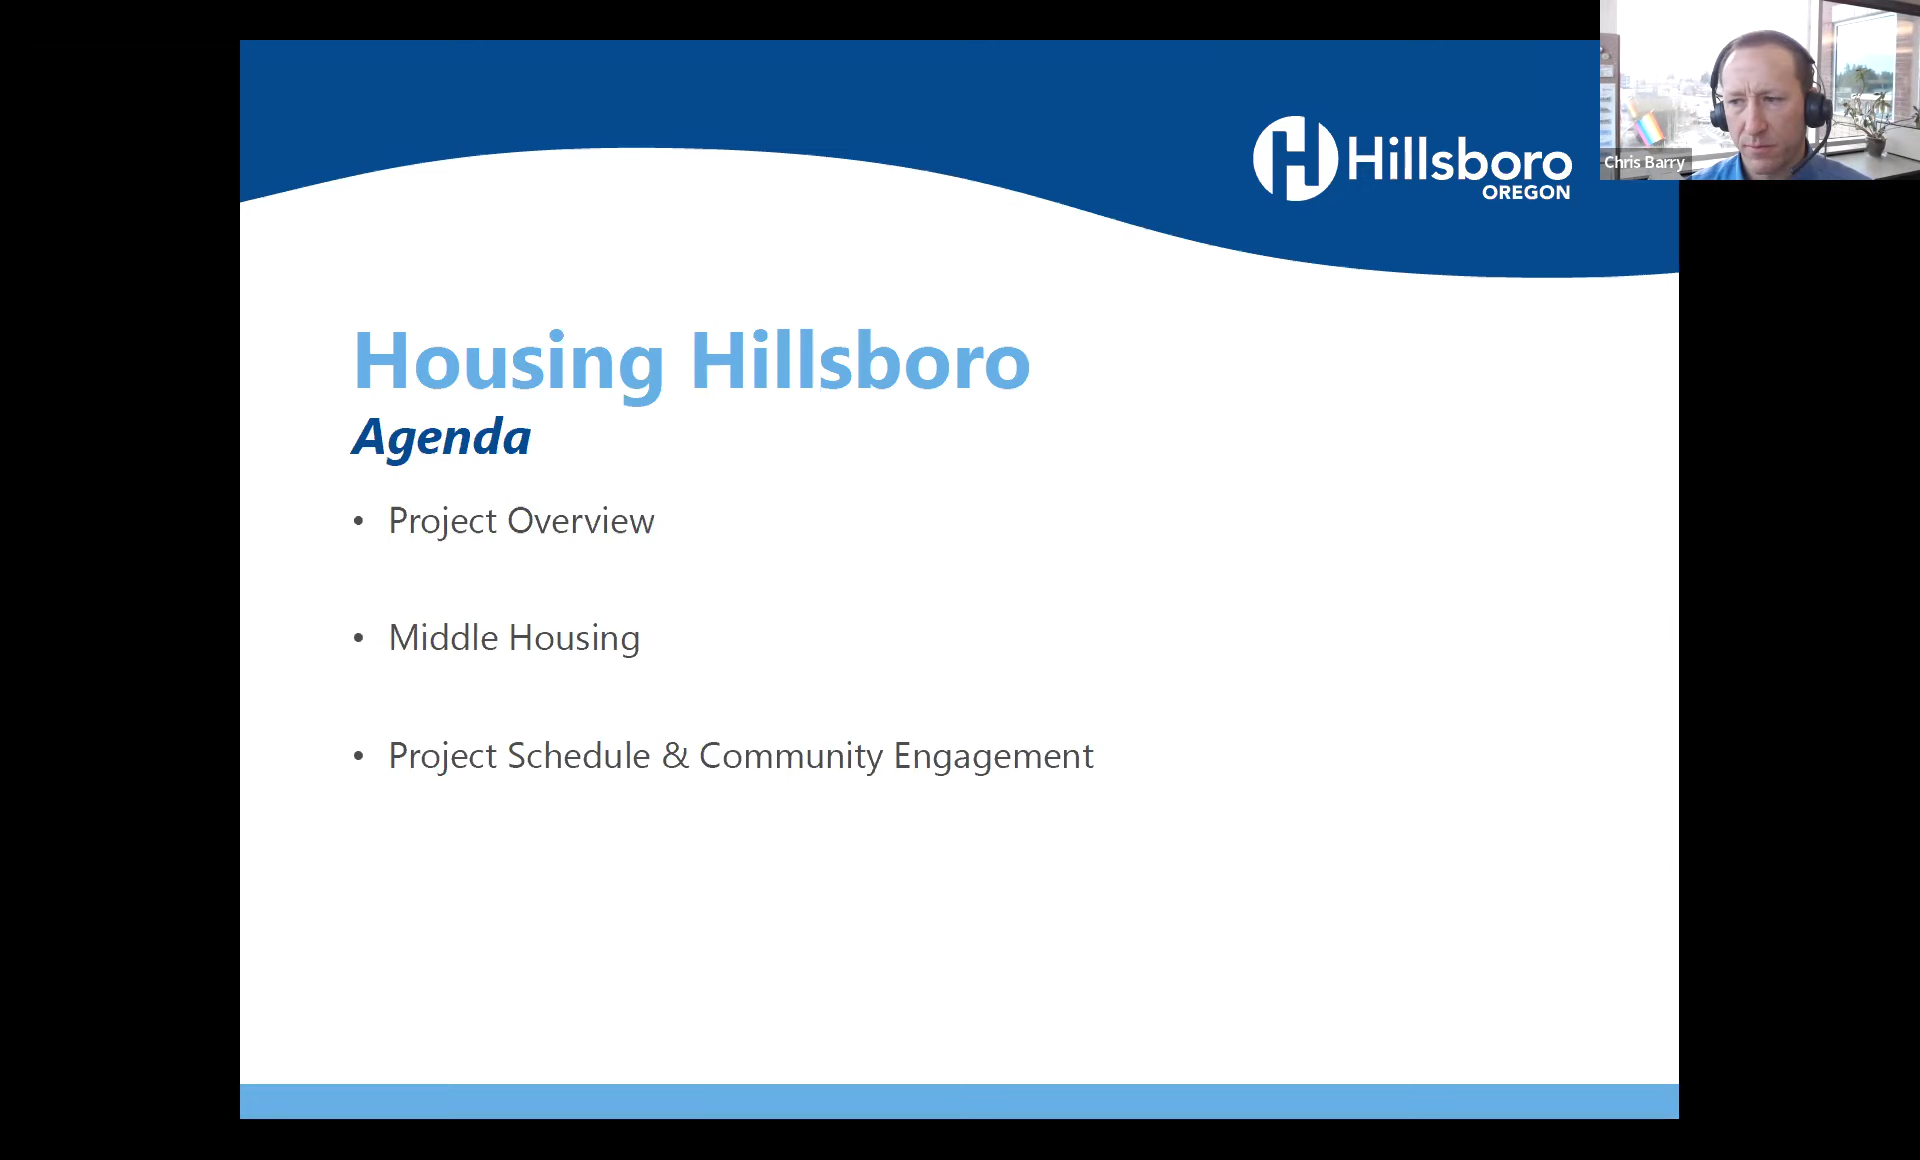 Hillsboro
OREGON
Chris Barry
Housing Hillsboro
Agenda
• Project Overview
• Middle Housing
• Project Schedule & Community Engagement